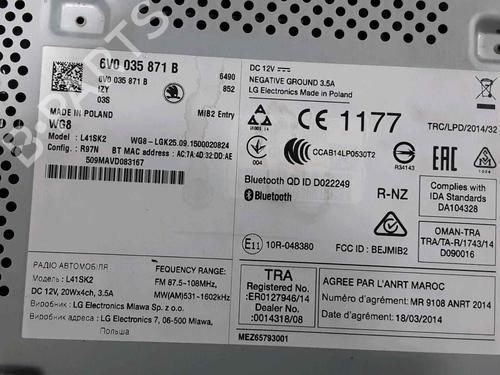 6V0 035 871 B
6V0 035 871 B 6490
IZY 852
03S
MADE IN POLAND MIB2 Entry
WG8
Model : L41SK2 WG8 – LGK25.09.1500020824
Config.: R97N BT MAC address : AC:7A:4D:32:DD:AE
509MAVD083167
РАДІО АВТОМОБІЛЯ
Модель : L41SK2
DC 12V, 20Wx4ch, 3.5A
FREQUENCY RANGE:
FM 87.5~108MHz,
MW(AM)531~1602kHz
Виробник : LG Electronics Mlawa Sp. z o.o.
Адреса виробника : LG Electronics 7, 06-500 Mlawa,
Польша
DC 12V
NEGATIVE GROUND 3.5A
LG Electronics Made in Poland
CE 1177
TRC/LPD/2014/32
004
CCAB14LP0530T2
R34143
EAC
Bluetooth QD ID D022249
Bluetooth
R-NZ
Complies with
IDA Standards
DA104328
E11 10R-048380
FCC ID : BEJMIB2
OMAN-TRA
TRA/TA-R/1743/14
D090016
TRA
Registered No.
:ER0127946/14
Dealer No.
:0014318/08
AGREE PAR L'ANRT MAROC
Numéro d'agrément: MR 9108 ANRT 2014
Date d'agrément: 18/03/2014
MEZ65793001